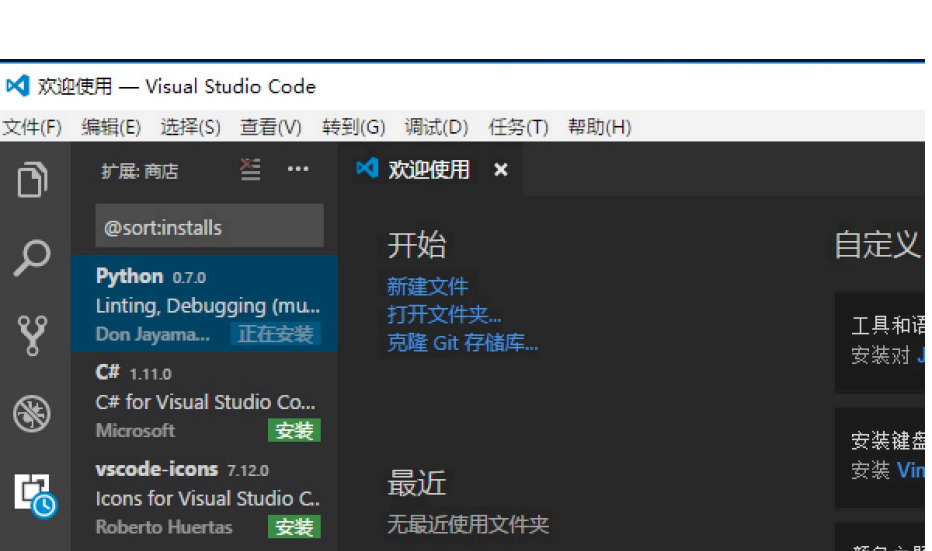 欢迎使用 — Visual Studio Code
文件(F) 编辑(E) 选择(S) 查看(V) 转到(G) 调试(D) 任务(T) 帮助(H)
扩展: 商店
@sort:installs
Python 0.7.0
Linting, Debugging (mu...
Don Jayama... 正在安装
C# 1.11.0
C# for Visual Studio Co...
Microsoft 安装
vscode-icons 7.12.0
Icons for Visual Studio C..
Roberto Huertas 安装
欢迎使用
开始
新建文件
打开文件夹...
克隆 Git 存储库...
最近
无最近使用文件夹
自定义
工具和语
安装对 J
安装键盘
安装 Vim